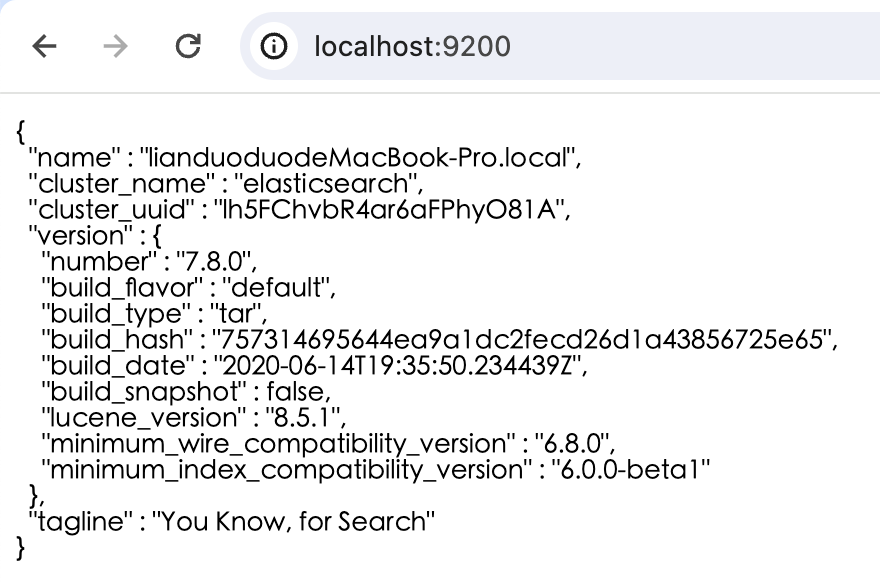 localhost:9200
{
"name" : "lianduoduodeMacBook-Pro.local",
"cluster_name" : "elasticsearch",
"cluster_uuid" : "lh5FChvbR4ar6aFPhyO81A",
"version" : {
"number" : "7.8.0",
"build_flavor" : "default",
"build_type" : "tar",
"build_hash" : "757314695644ea9a1dc2fecd26d1a43856725e65",
"build_date" : "2020-06-14T19:35:50.234439Z",
"build_snapshot" : false,
"lucene_version" : "8.5.1",
"minimum_wire_compatibility_version" : "6.8.0",
"minimum_index_compatibility_version" : "6.0.0-beta1"
},
"tagline" : "You Know, for Search"
}